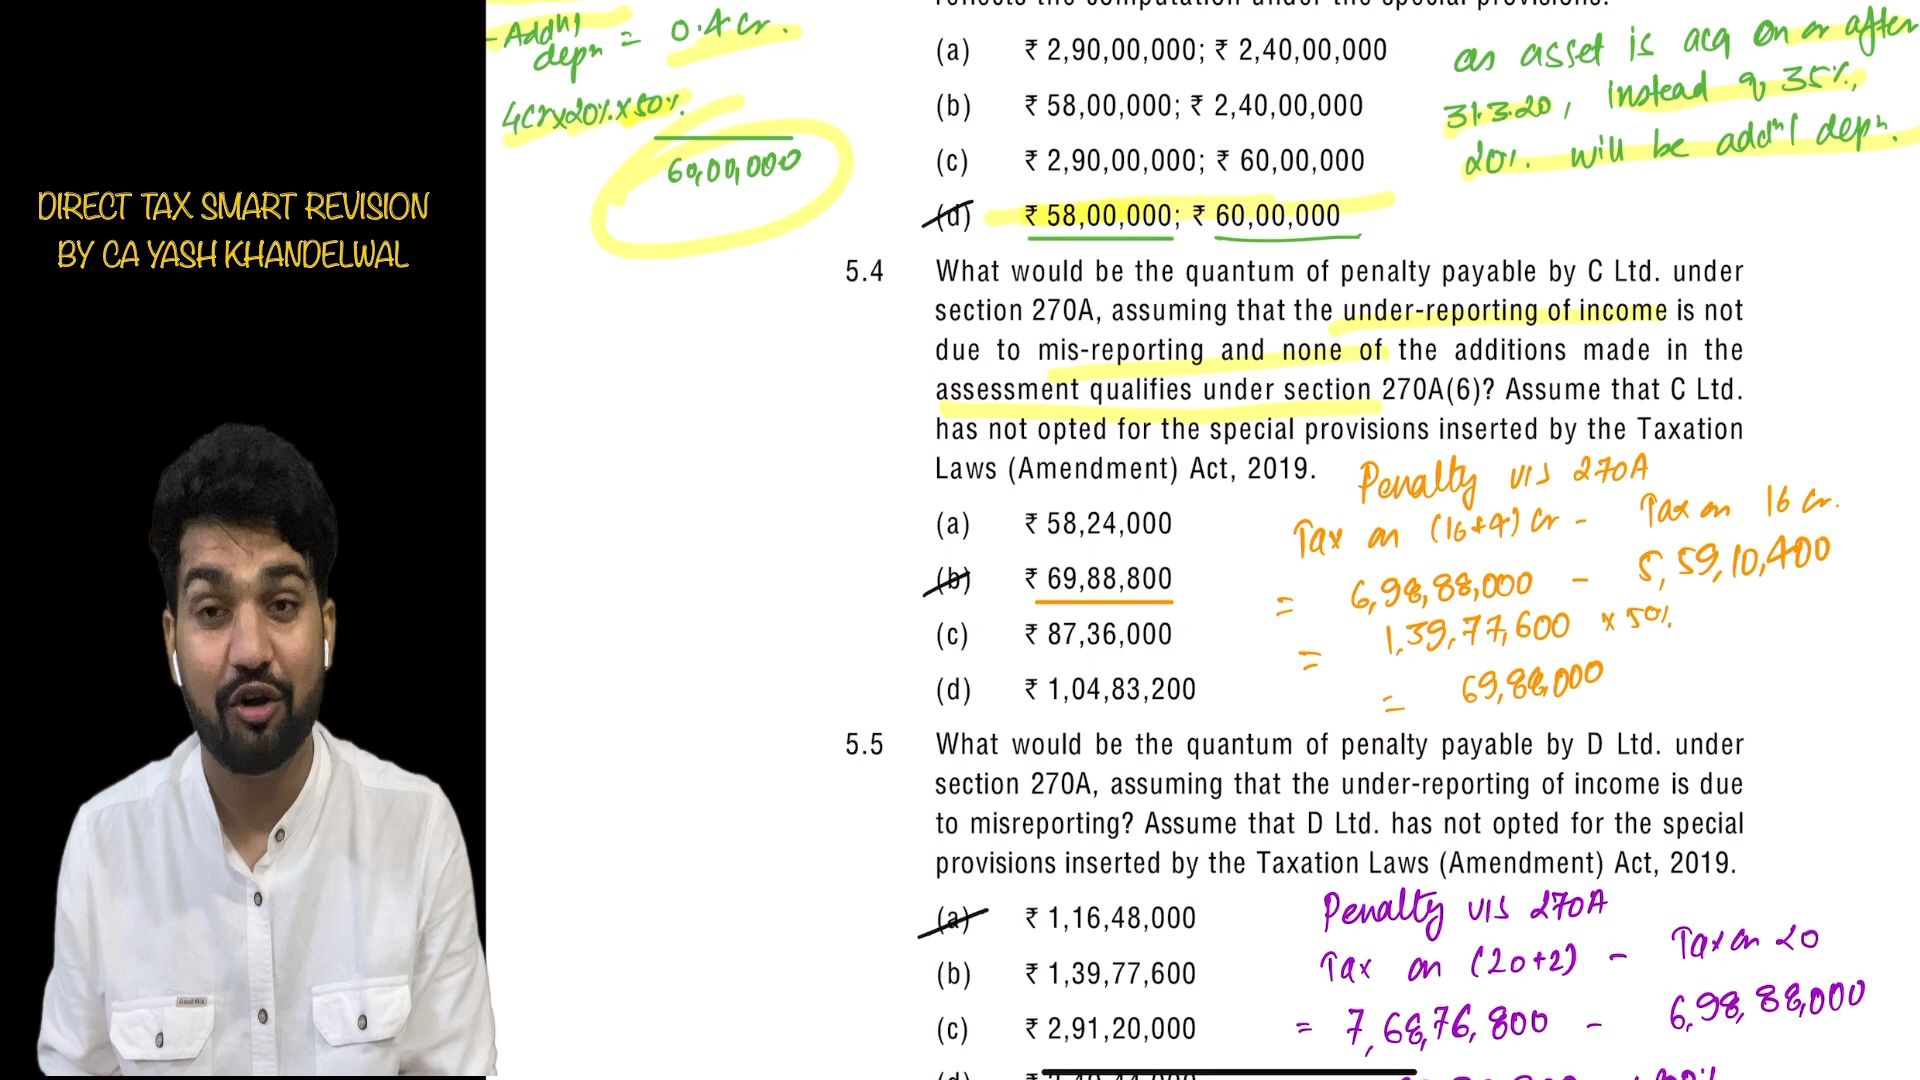 DIRECT TAX SMART REVISION
BY CA YASH KHANDELWAL
- Addnl
depn = 0.4 Cr.
4Cr×20%×50%
60,00,000
reflects the computation under the special provisions.
(a) ₹ 2,90,00,000; ₹ 2,40,00,000
(b) ₹ 58,00,000; ₹ 2,40,00,000
(c) ₹ 2,90,00,000; ₹ 60,00,000
(d) ₹ 58,00,000; ₹ 60,00,000
as asset is acq on or after
31.3.20, instead of 35%,
20%. will be addnl depn.
5.4 What would be the quantum of penalty payable by C Ltd. under
section 270A, assuming that the under-reporting of income is not
due to mis-reporting and none of the additions made in the
assessment qualifies under section 270A(6)? Assume that C Ltd.
has not opted for the special provisions inserted by the Taxation
Laws (Amendment) Act, 2019.
(a) ₹ 58,24,000
(b) ₹ 69,88,800
(c) ₹ 87,36,000
(d) ₹ 1,04,83,200
Penalty u/s 270A
Tax on (16+4) Cr - Tax on 16 Cr.
= 6,98,88,000 - 5,59,10,400
= 1,39,77,600 × 50%
= 69,88,000
5.5 What would be the quantum of penalty payable by D Ltd. under
section 270A, assuming that the under-reporting of income is due
to misreporting? Assume that D Ltd. has not opted for the special
provisions inserted by the Taxation Laws (Amendment) Act, 2019.
(a) ₹ 1,16,48,000
(b) ₹ 1,39,77,600
(c) ₹ 2,91,20,000
Penalty u/s 270A
Tax on (20+2) - Tax on 20
= 7,68,76,800 - 6,98,88,000